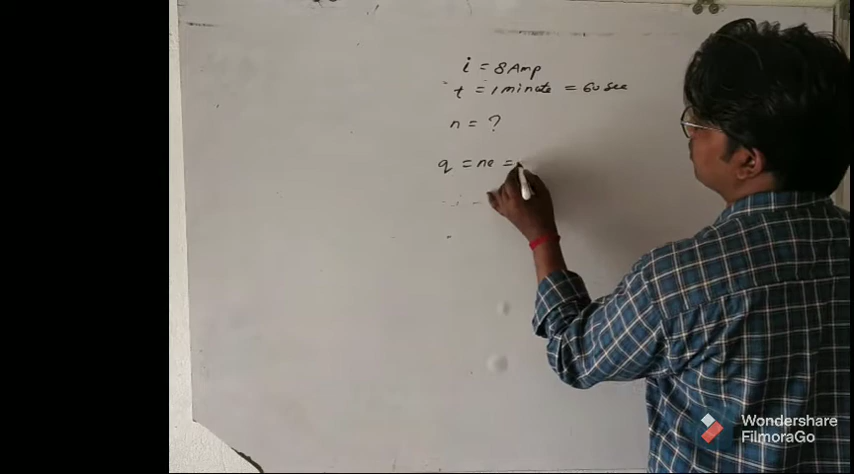 i = 8 Amp
t = 1 minute = 60 sec
n = ?
q = ne =
Wondershare
FilmoraGo